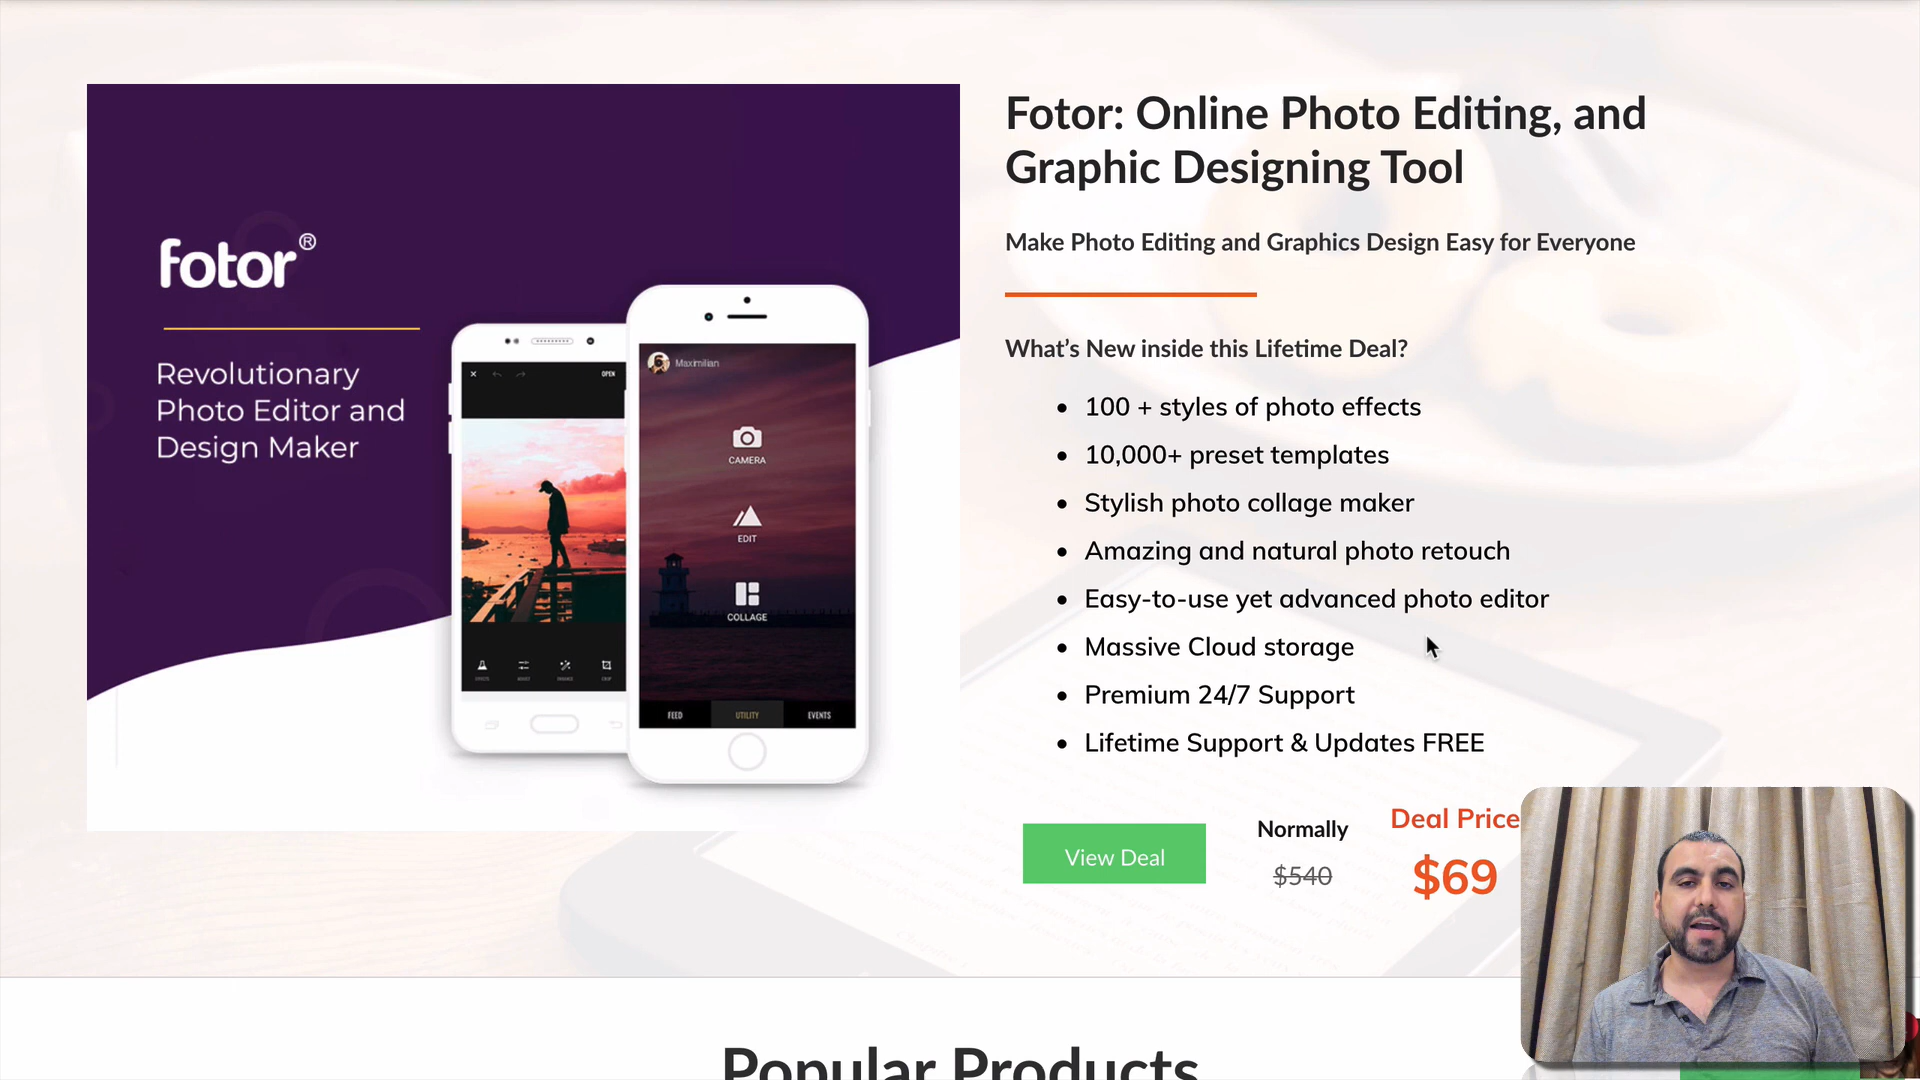 Fotor: Online Photo Editing, and
Graphic Designing Tool
Make Photo Editing and Graphics Design Easy for Everyone
What's New inside this Lifetime Deal?
• 100 + styles of photo effects
• 10,000+ preset templates
• Stylish photo collage maker
• Amazing and natural photo retouch
• Easy-to-use yet advanced photo editor
• Massive Cloud storage
• Premium 24/7 Support
• Lifetime Support & Updates FREE
View Deal
Normally
$540
Deal Price
$69
fotor®
Revolutionary
Photo Editor and
Design Maker
OPEN
Maximilian
CAMERA
EDIT
COLLAGE
FEED
UTILITY
EVENTS
Popular Products